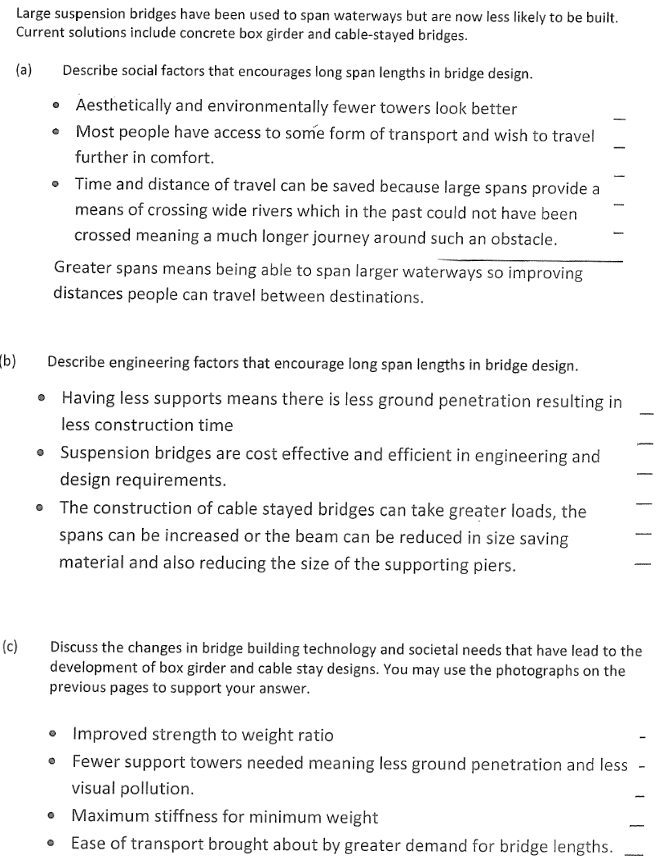 Large suspension bridges have been used to span waterways but are now less likely to be built.
Current solutions include concrete box girder and cable-stayed bridges.
(a) Describe social factors that encourages long span lengths in bridge design.
• Aesthetically and environmentally fewer towers look better
• Most people have access to some form of transport and wish to travel
further in comfort.
• Time and distance of travel can be saved because large spans provide a
means of crossing wide rivers which in the past could not have been
crossed meaning a much longer journey around such an obstacle.
Greater spans means being able to span larger waterways so improving
distances people can travel between destinations.
(b) Describe engineering factors that encourage long span lengths in bridge design.
• Having less supports means there is less ground penetration resulting in
less construction time
• Suspension bridges are cost effective and efficient in engineering and
design requirements.
• The construction of cable stayed bridges can take greater loads, the
spans can be increased or the beam can be reduced in size saving
material and also reducing the size of the supporting piers.
(c) Discuss the changes in bridge building technology and societal needs that have lead to the
development of box girder and cable stay designs. You may use the photographs on the
previous pages to support your answer.
• Improved strength to weight ratio
• Fewer support towers needed meaning less ground penetration and less
visual pollution.
• Maximum stiffness for minimum weight
• Ease of transport brought about by greater demand for bridge lengths.